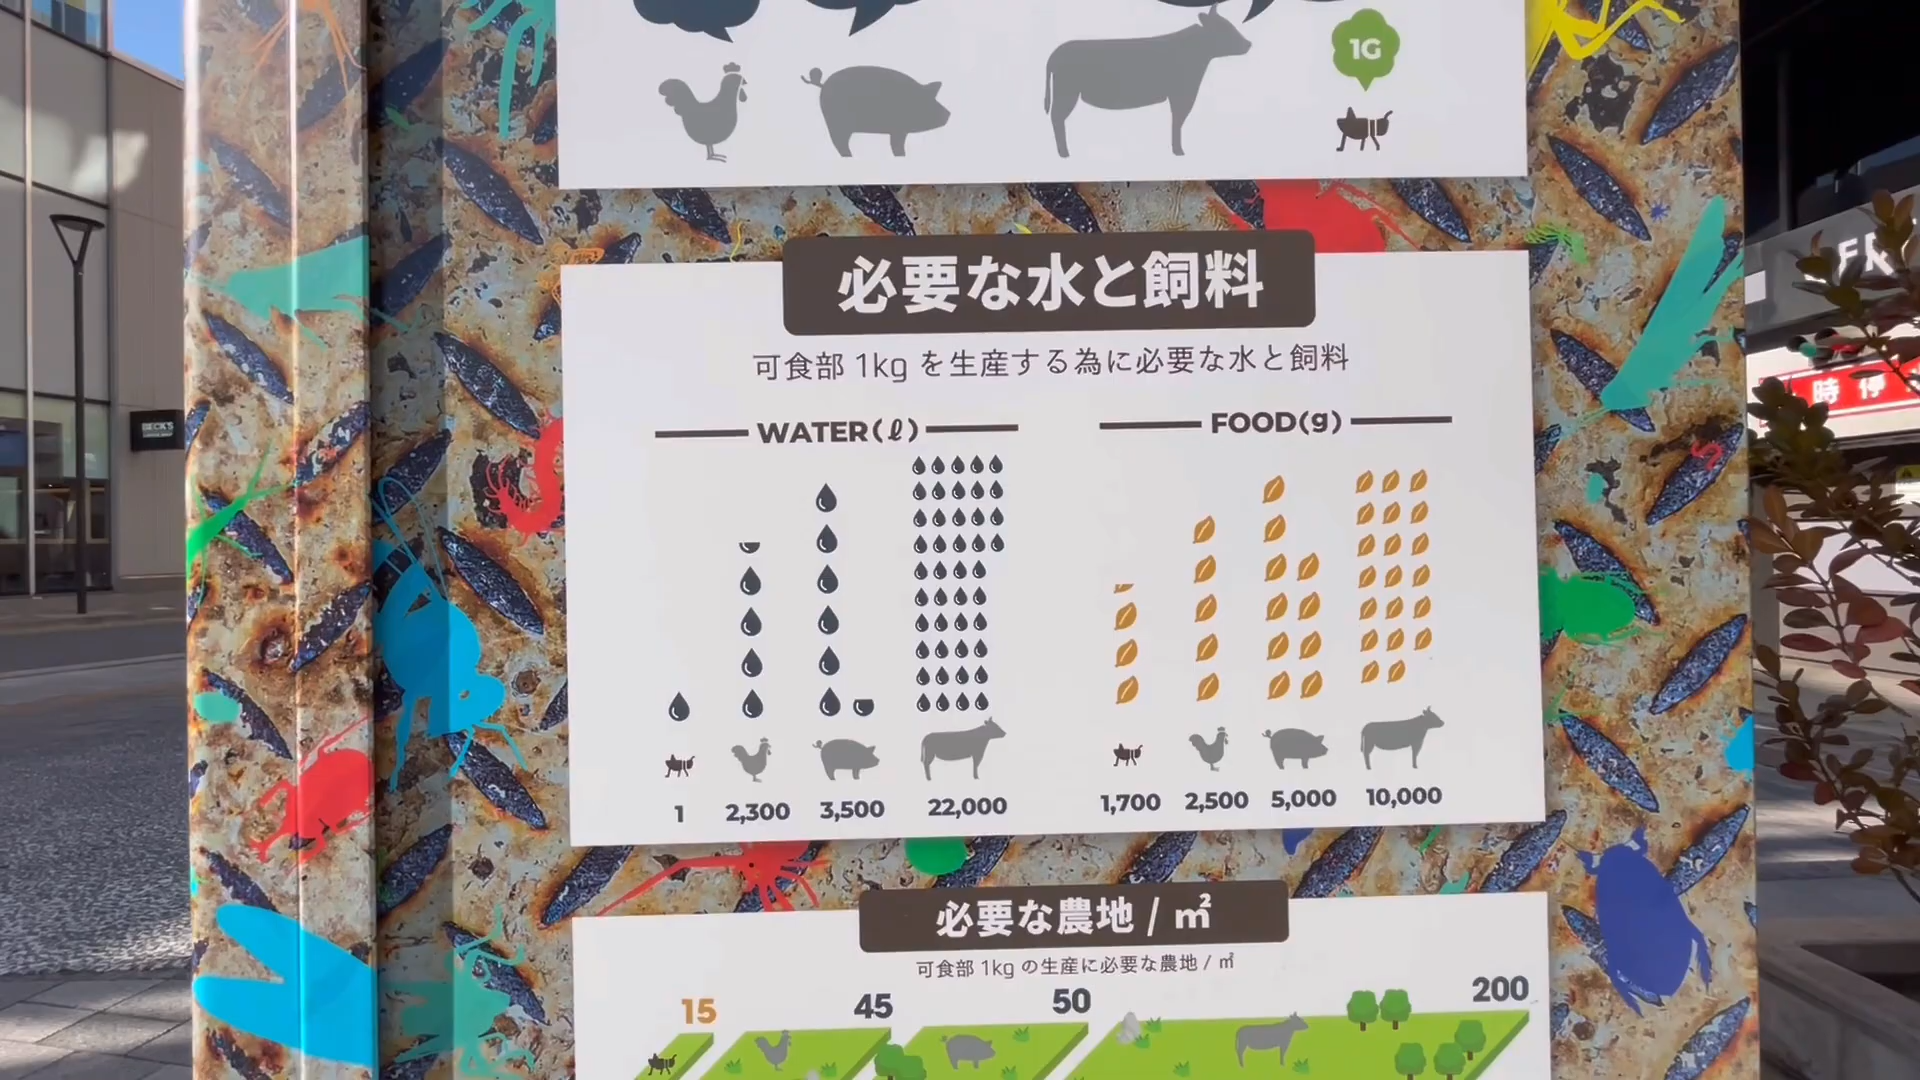 1G
必要な水と飼料
可食部 1kg を生産する為に必要な水と飼料
WATER(ℓ)
FOOD(g)
1 2,300 3,500 22,000
1,700 2,500 5,000 10,000
必要な農地 / ㎡
可食部 1kg の生産に必要な農地 / ㎡
15 45 50 200
BECK'S
時 停